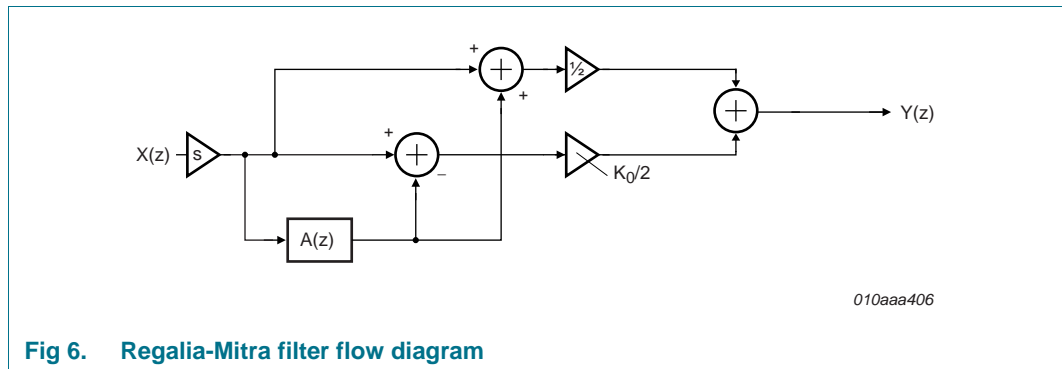 +
+
+
½
X(z)
s
+
+
−
K0/2
+
Y(z)
A(z)
010aaa406
Fig 6. Regalia-Mitra filter flow diagram